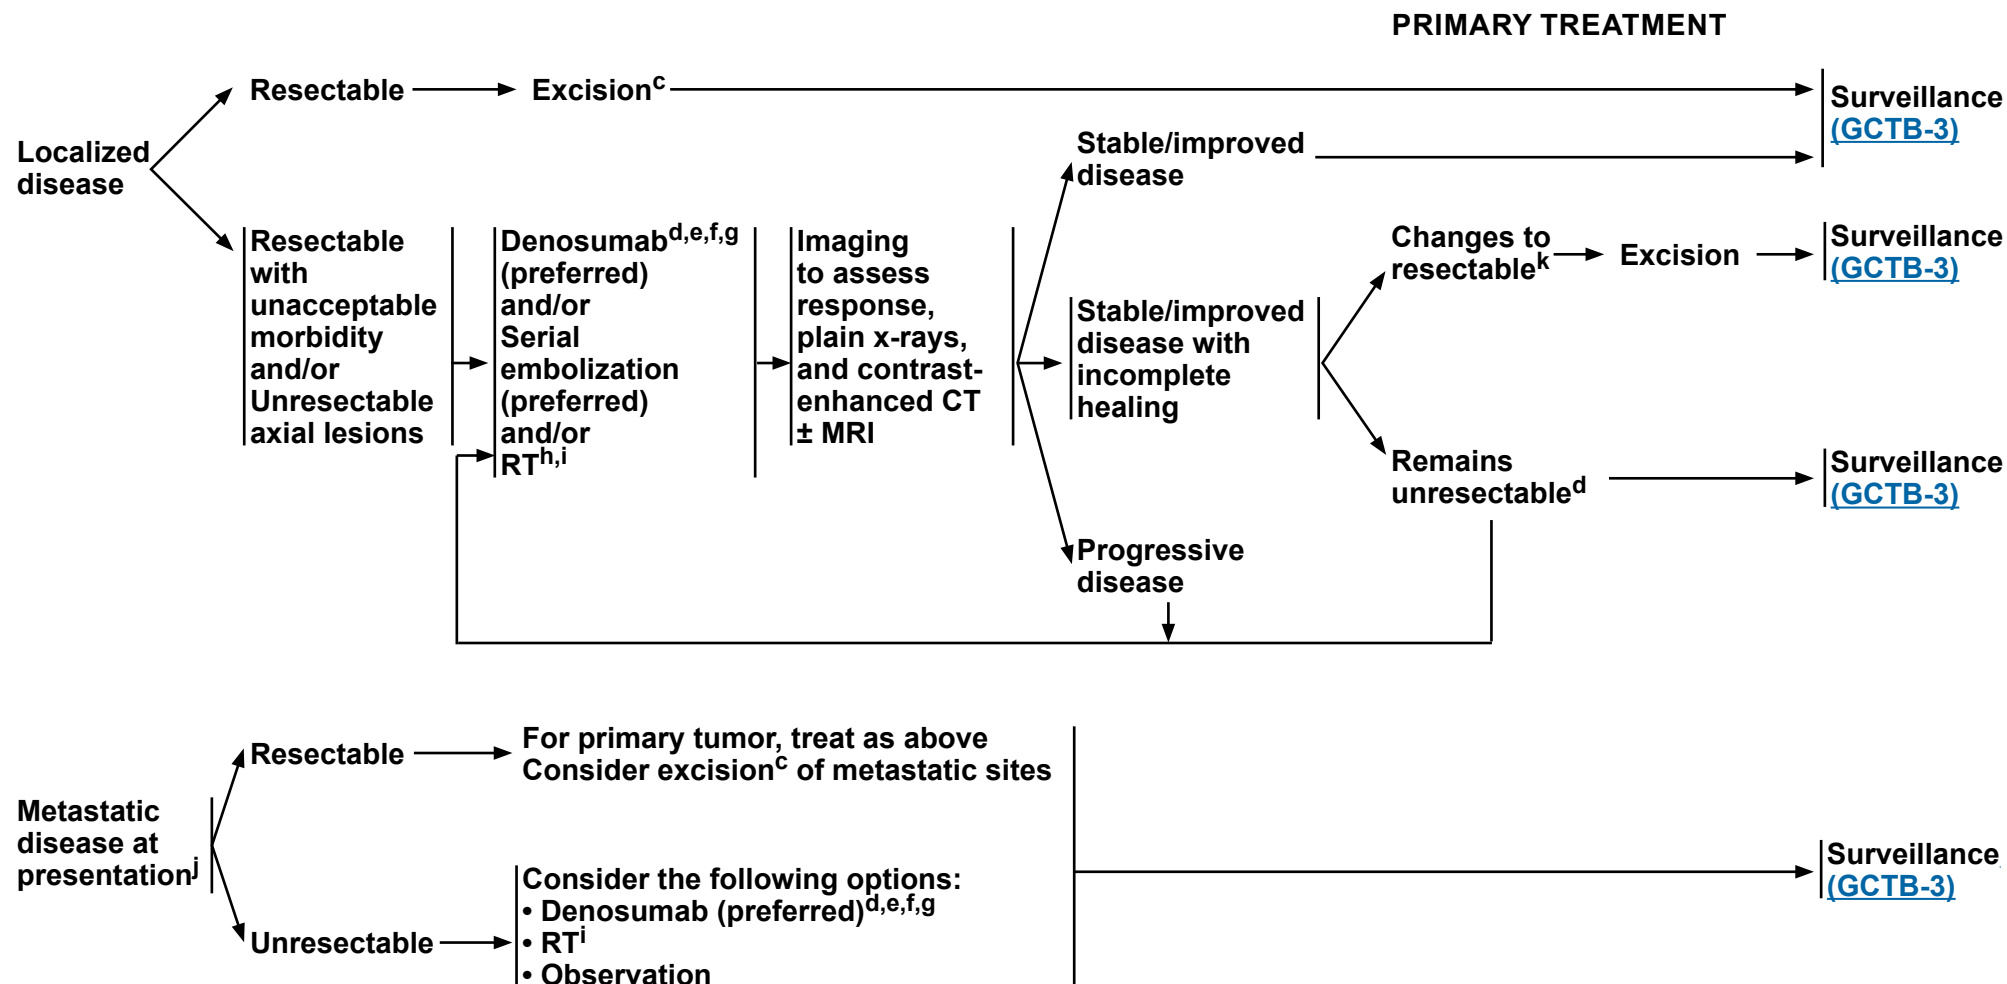 PRIMARY TREATMENT
Localized
disease
Resectable
Excisionc
Surveillance
(GCTB-3)
Resectable
with
unacceptable
morbidity
and/or
Unresectable
axial lesions
Denosumabd,e,f,g
(preferred)
and/or
Serial
embolization
(preferred)
and/or
RTh,i
Imaging
to assess
response,
plain x-rays,
and contrast-
enhanced CT
± MRI
Stable/improved
disease
Stable/improved
disease with
incomplete
healing
Changes to
resectablek
Excision
Surveillance
(GCTB-3)
Remains
unresectabled
Surveillance
(GCTB-3)
Progressive
disease
Metastatic
disease at
presentationj
Resectable
For primary tumor, treat as above
Consider excisionc of metastatic sites
Unresectable
Consider the following options:
• Denosumab (preferred)d,e,f,g
• RTi
• Observation
Surveillance
(GCTB-3)